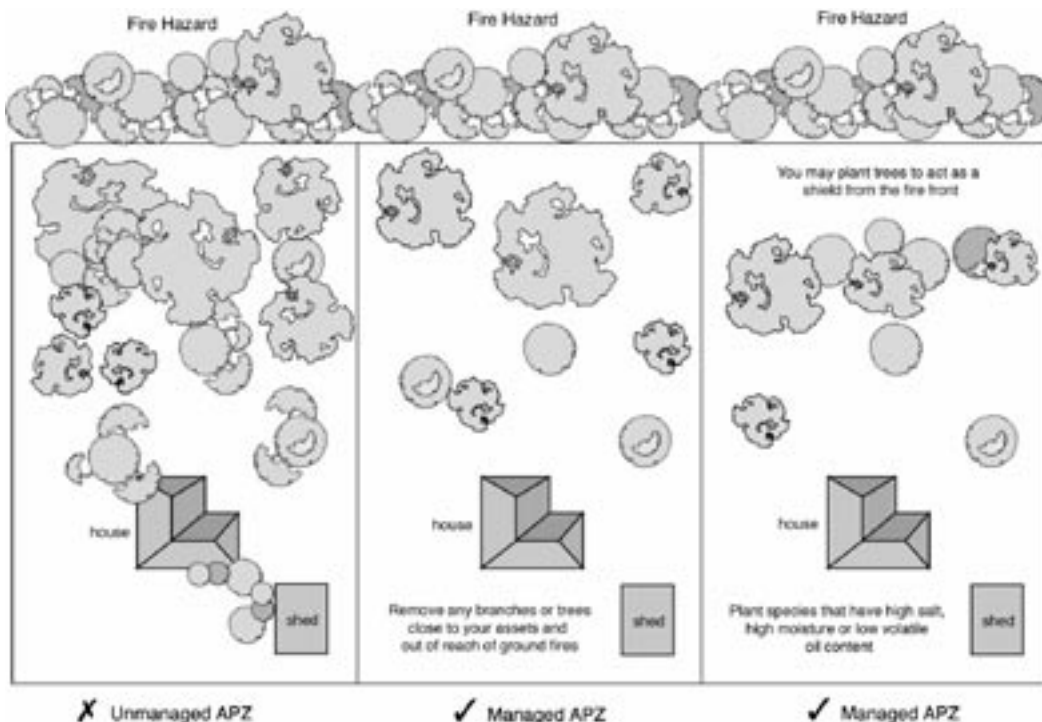 Fire Hazard
Fire Hazard
Fire Hazard
You may plant trees to act as a
shield from the fire front
house
house
house
shed
Remove any branches or trees
close to your assets and
out of reach of ground fires
shed
Plant species that have high salt,
high moisture or low volatile
oil content
shed
✗ Unmanaged APZ
✓ Managed APZ
✓ Managed APZ